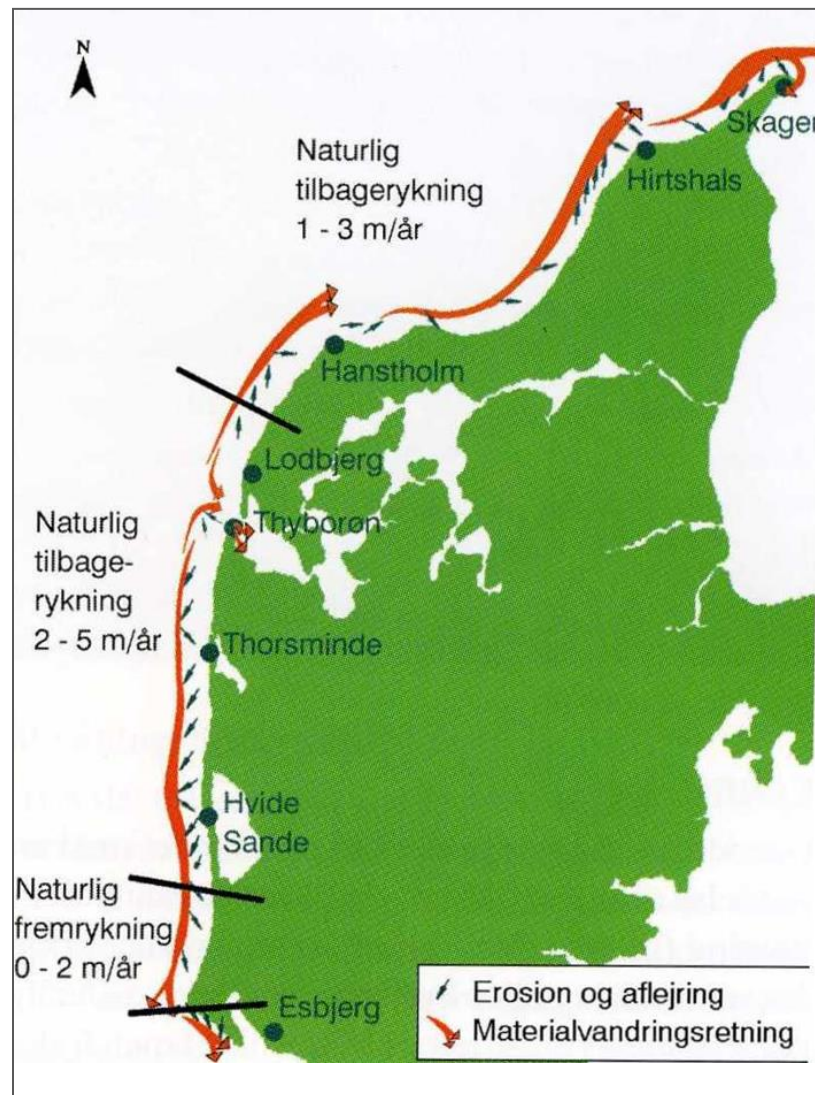 N
Skagen
Hirtshals
Naturlig
tilbagerykning
1 - 3 m/år
Hanstholm
Lodbjerg
Thyborøn
Naturlig
tilbage-
rykning
2 - 5 m/år
Thorsminde
Hvide
Sande
Naturlig
fremrykning
0 - 2 m/år
Esbjerg
Erosion og aflejring
Materialvandringsretning